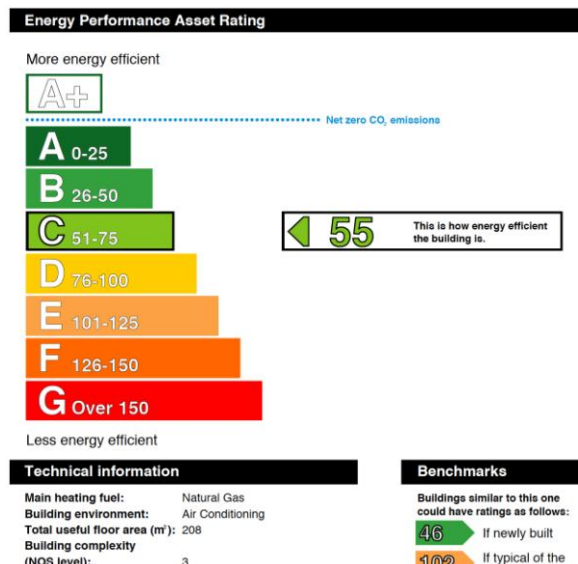 Energy Performance Asset Rating
More energy efficient
A+
Net zero CO₂ emissions
A 0-25
B 26-50
C 51-75
55 This is how energy efficient
the building is.
D 76-100
E 101-125
F 126-150
G Over 150
Less energy efficient
Technical information
Main heating fuel: Natural Gas
Building environment: Air Conditioning
Total useful floor area (m²): 208
Building complexity
(NOS level): 3
Benchmarks
Buildings similar to this one
could have ratings as follows:
46 If newly built
102 If typical of the